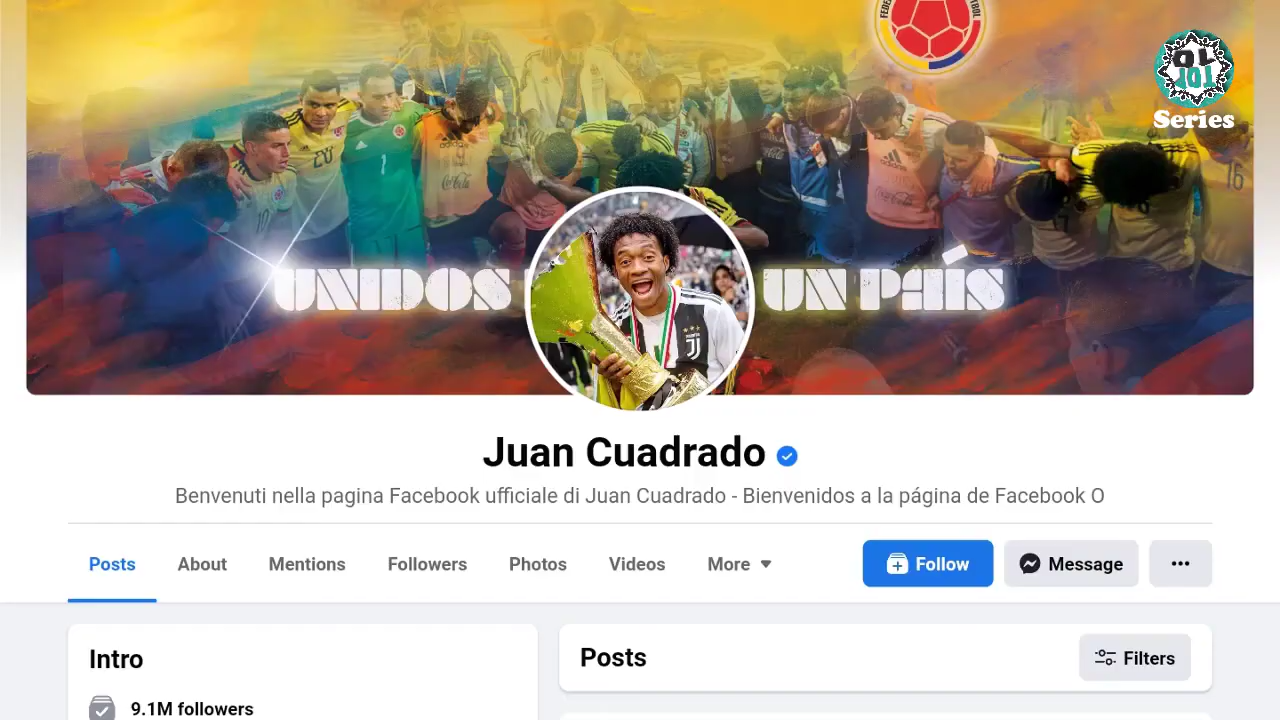 Series
UNIDOS
UN PAÍS
Juan Cuadrado
Benvenuti nella pagina Facebook ufficiale di Juan Cuadrado - Bienvenidos a la página de Facebook O
Posts
About
Mentions
Followers
Photos
Videos
More
Follow
Message
Intro
Posts
Filters
9.1M followers